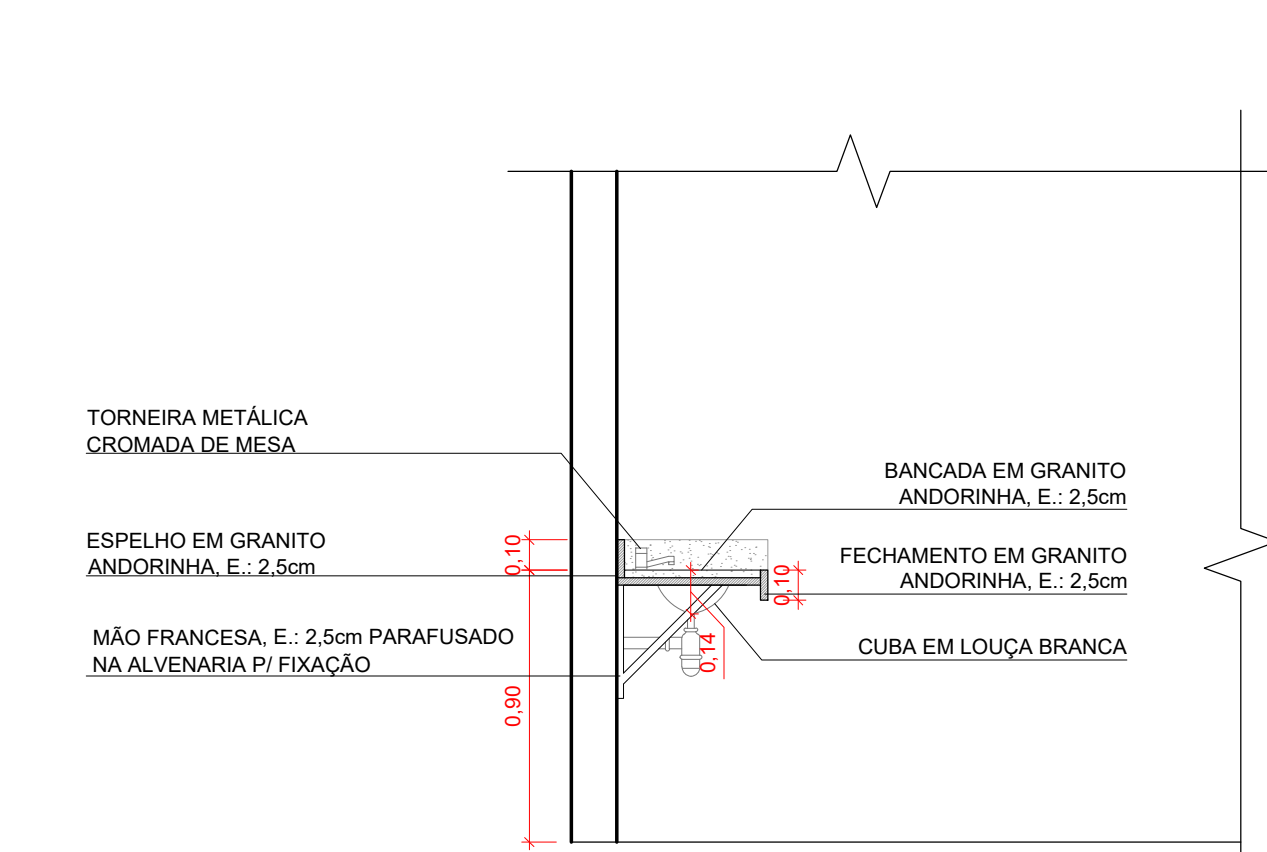 TORNEIRA METÁLICA
CROMADA DE MESA
BANCADA EM GRANITO
ANDORINHA, E.: 2,5cm
ESPELHO EM GRANITO
ANDORINHA, E.: 2,5cm
0,10
FECHAMENTO EM GRANITO
ANDORINHA, E.: 2,5cm
0,10
MÃO FRANCESA, E.: 2,5cm PARAFUSADO
NA ALVENARIA P/ FIXAÇÃO
CUBA EM LOUÇA BRANCA
0,14
0,90